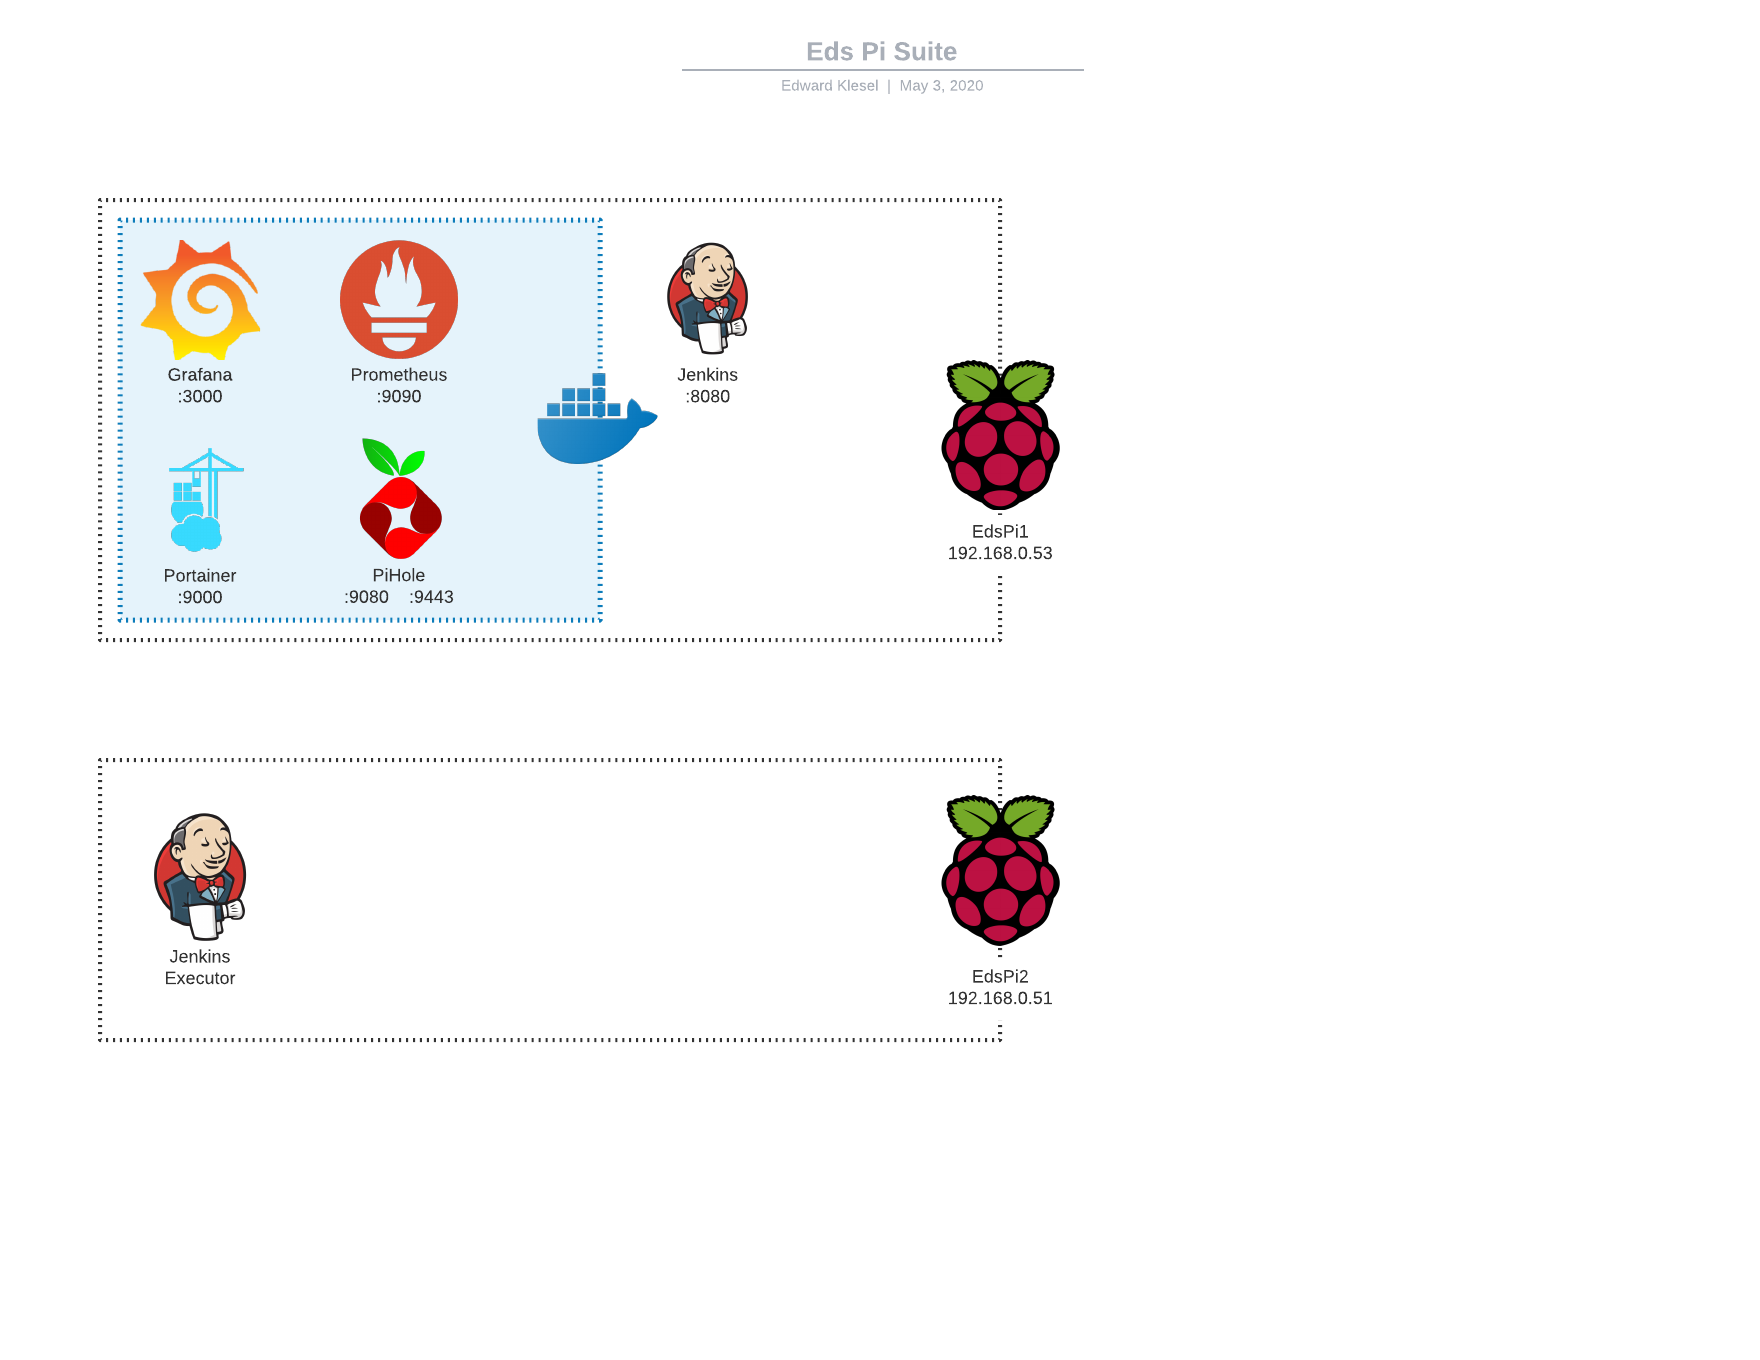 Eds Pi Suite
Edward Klesel | May 3, 2020
Grafana
:3000
Prometheus
:9090
Jenkins
:8080
Portainer
:9000
PiHole
:9080 :9443
EdsPi1
192.168.0.53
Jenkins
Executor
EdsPi2
192.168.0.51